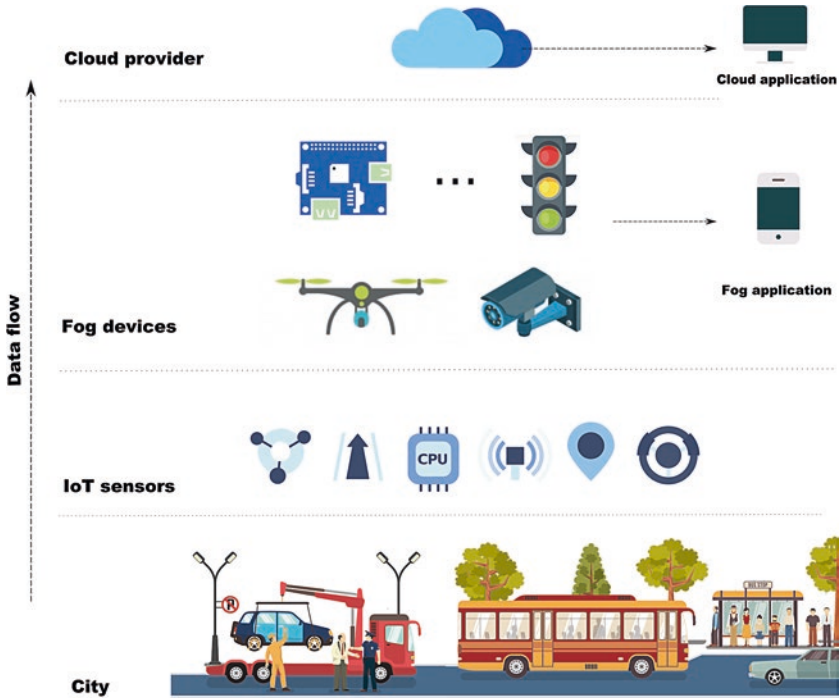 Cloud provider
Cloud application
Data flow
Fog devices
Fog application
IoT sensors
CPU
City
P
BUS STOP